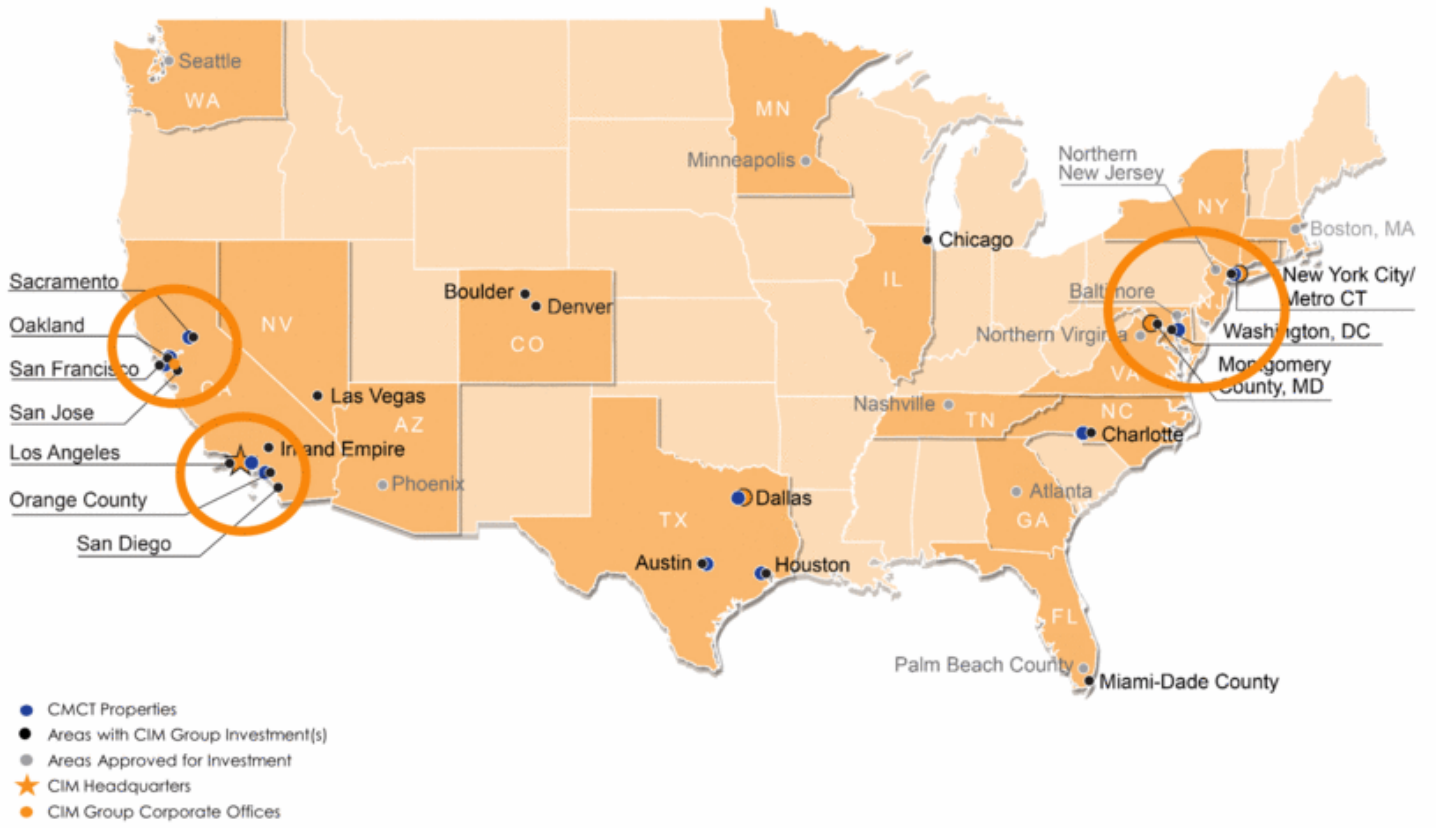 Seattle
WA
MN
Minneapolis
Northern
New Jersey
NY
Boston, MA
Chicago
Sacramento
Boulder
Denver
IL
New York City/
Metro CT
Baltimore
NJ
Oakland
NV
CO
Northern Virginia
Washington, DC
San Francisco
CA
Las Vegas
VA
Montgomery
County, MD
San Jose
AZ
Nashville
TN
NC
Charlotte
Los Angeles
Inland Empire
Phoenix
Dallas
Atlanta
Orange County
TX
GA
San Diego
Austin
Houston
FL
Palm Beach County
Miami-Dade County
CMCT Properties
Areas with CIM Group Investment(s)
Areas Approved for Investment
CIM Headquarters
CIM Group Corporate Offices